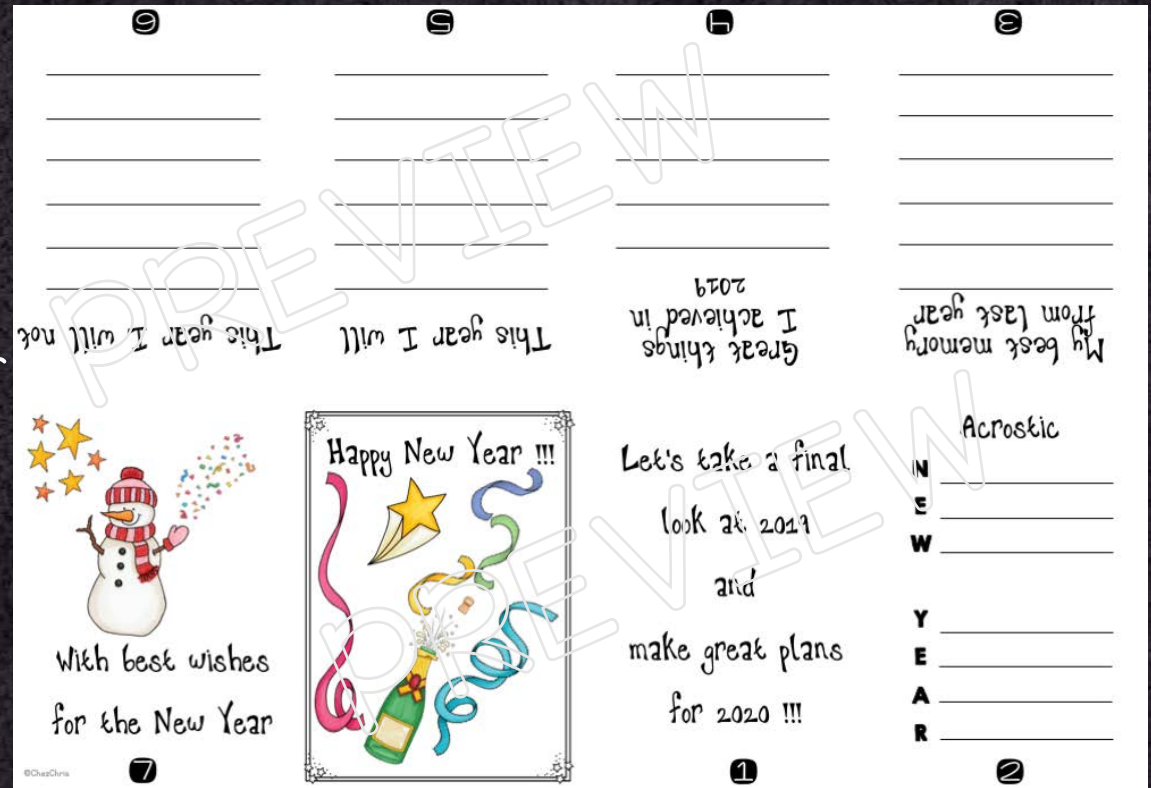 6
This year I will not
5
This year I will
4
Great things
I achieved in
2019
3
My best memory
from last year
With best wishes
for the New Year
7
©ChezChris
Happy New Year !!!
Let's take a final
look at 2019
and
make great plans
for 2020 !!!
1
Acrostic
N
E
W
Y
E
A
R
2
PREVIEW
PREVIEW